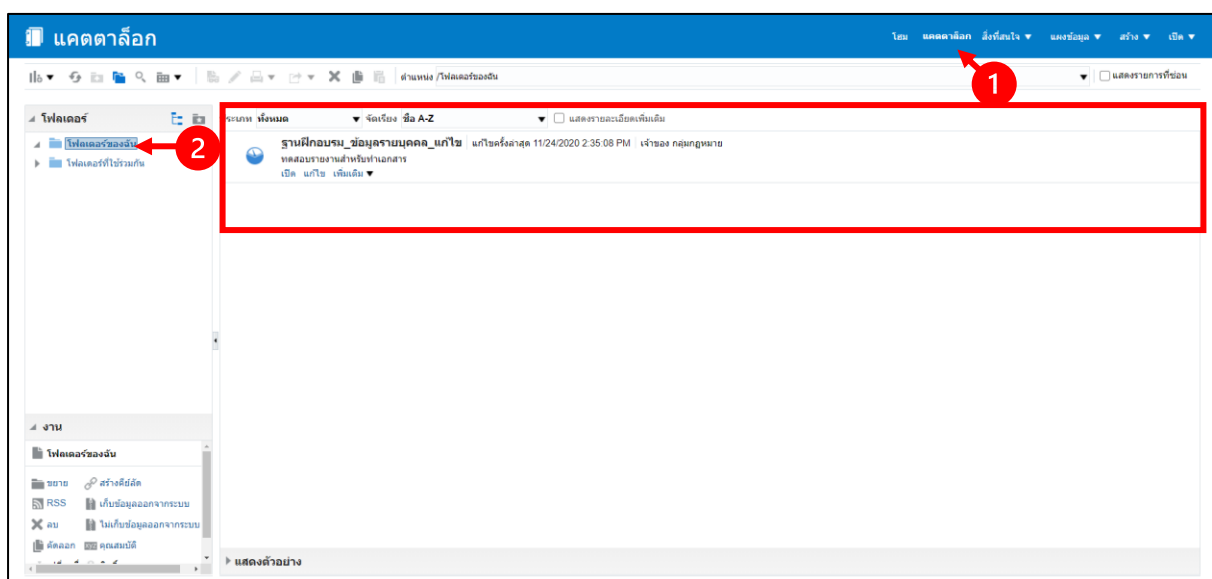 แคตตาล็อก
โฮม แคตตาล็อก สิ่งที่สนใจ แผงข้อมูล สร้าง เปิด
ตำแหน่ง /โฟลเดอร์ของฉัน แสดงรายการที่ซ่อน
1
โฟลเดอร์
ระเภท ทั้งหมด จัดเรียง ชื่อ A-Z แสดงรายละเอียดเพิ่มเติม
โฟลเดอร์ของฉัน
2
โฟลเดอร์ที่ใช้ร่วมกัน
ฐานฝึกอบรม_ข้อมูลรายบุคคล_แก้ไข แก้ไขครั้งล่าสุด 11/24/2020 2:35:08 PM เจ้าของ กลุ่มกฎหมาย
ทดสอบรายงานสำหรับทำเอกสาร
เปิด แก้ไข เพิ่มเติม
งาน
โฟลเดอร์ของฉัน
ขยาย สร้างคีย์ลัด
RSS เก็บข้อมูลออกจากระบบ
ลบ ไม่เก็บข้อมูลออกจากระบบ
คัดลอก คุณสมบัติ
แสดงตัวอย่าง